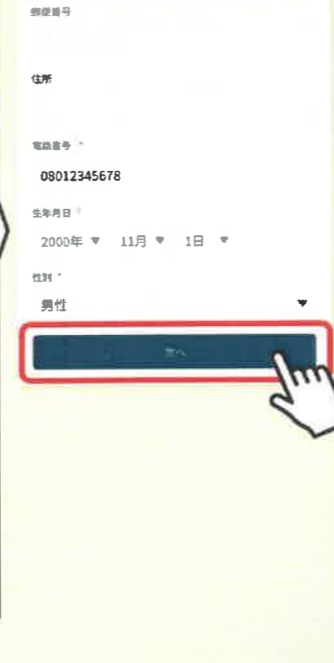 郵便番号
住所
電話番号 *
08012345678
生年月日 *
2000年 ▼ 11月 ▼ 1日 ▼
性別 *
男性 ▼
次へ